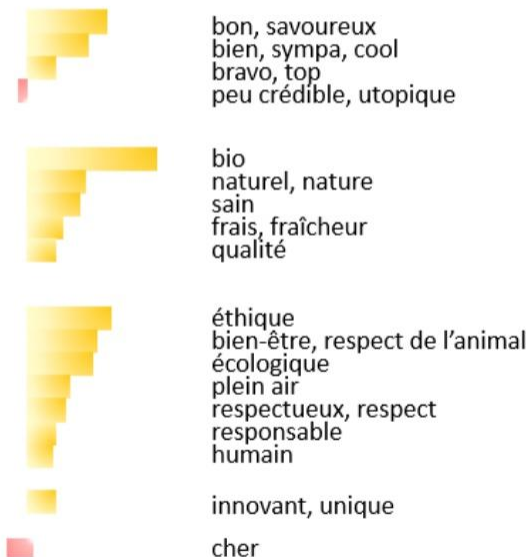 bon, savoureux
bien, sympa, cool
bravo, top
peu crédible, utopique
bio
naturel, nature
sain
frais, fraîcheur
qualité
éthique
bien-être, respect de l’animal
écologique
plein air
respectueux, respect
responsable
humain
innovant, unique
cher